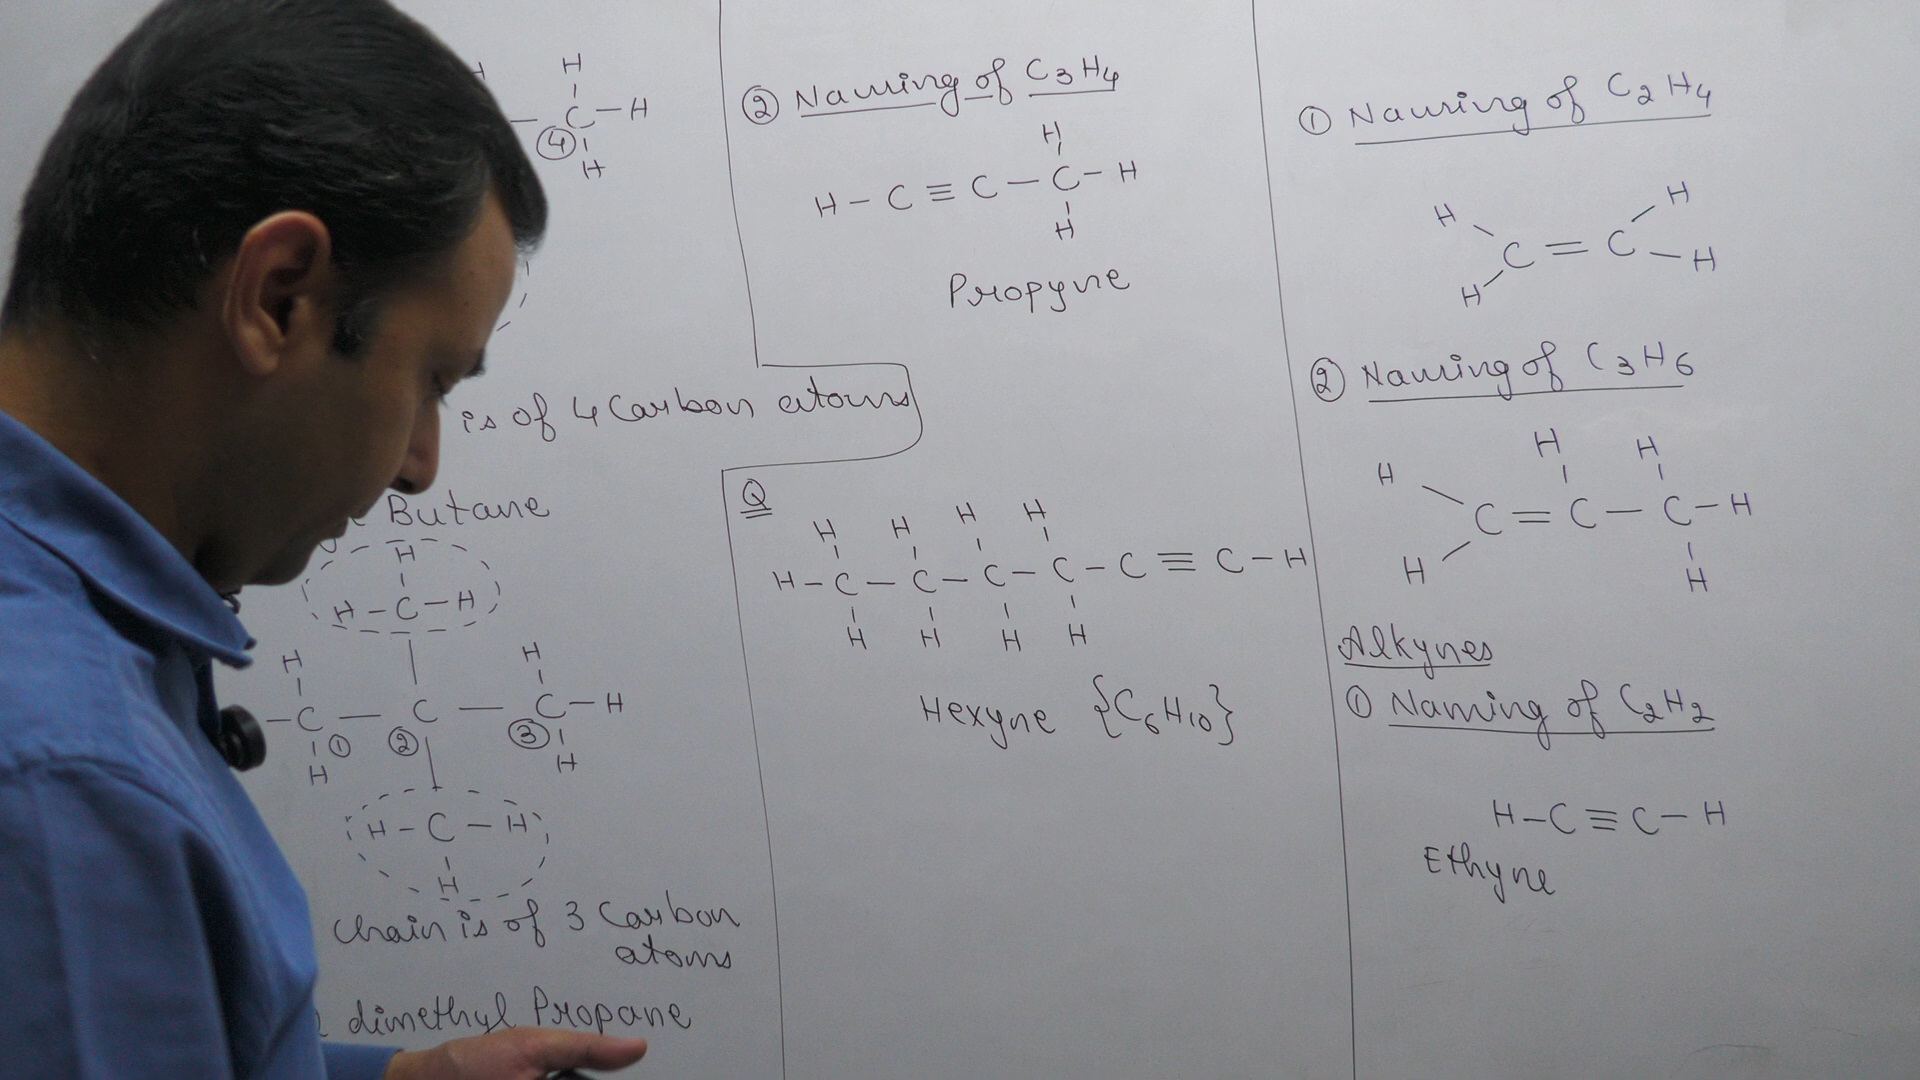 H H
C-H
④ H
is of 4 Carbon atoms
Butane
H
H-C-H
H H
-C - C - C-H
① ② ③
H H
H-C-H
H
chain is of 3 Carbon
atoms
dimethyl Propane
② Naming of C3H4
H
H-C≡C-C-H
H
Propyne
Q
H H H H
H-C-C-C-C-C≡C-H
H H H H
Hexyne {C6H10}
① Naming of C2H4
H H
C=C
H H
② Naming of C3H6
H H H
C=C-C-H
H H
Alkynes
① Naming of C2H2
H-C≡C-H
Ethyne